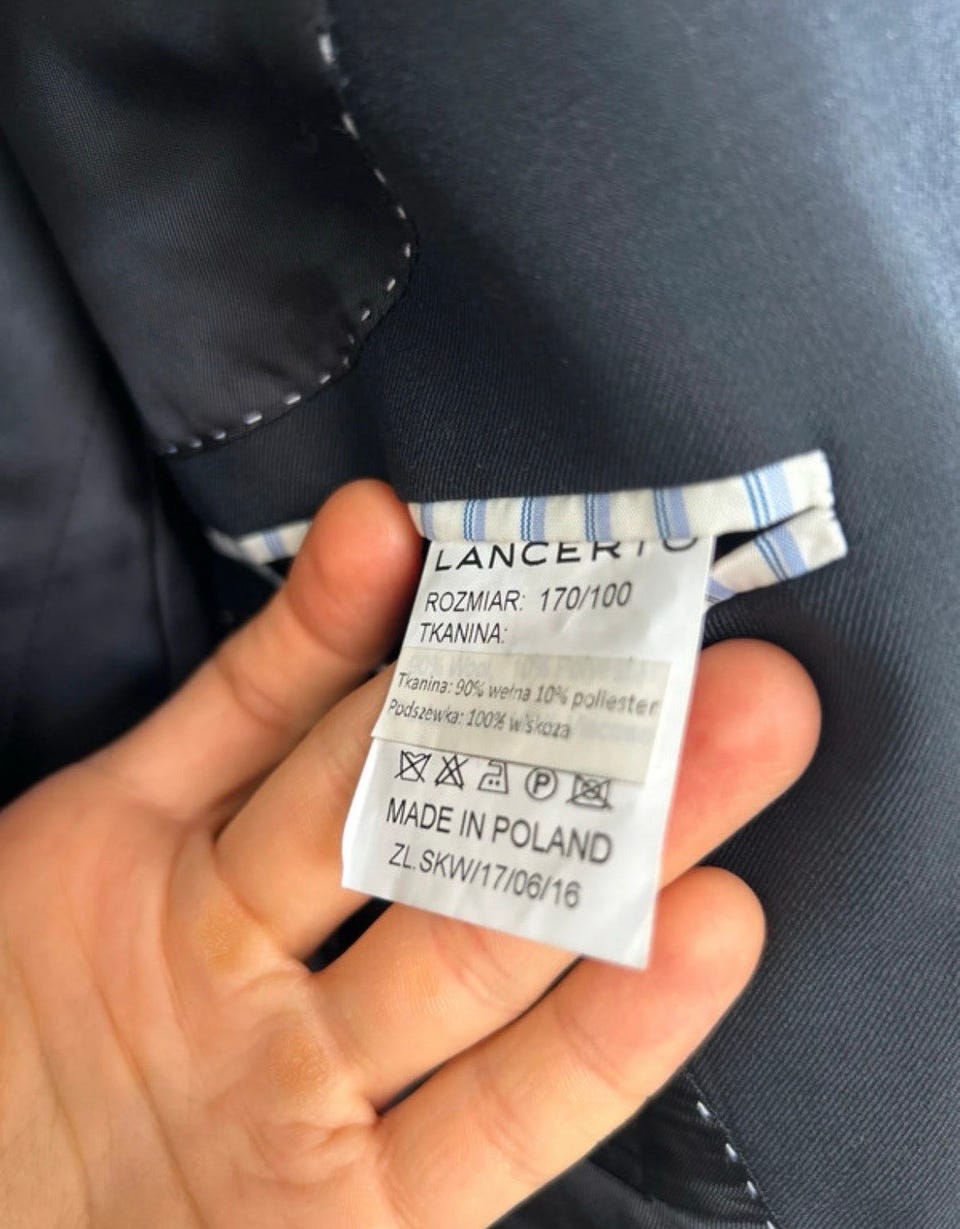 LANCERTO
ROZMIAR: 170/100
TKANINA:
Tkanina: 90% wełna 10% poliester
Podszewka: 100% wiskoza
P
MADE IN POLAND
ZL.SKW/17/06/16